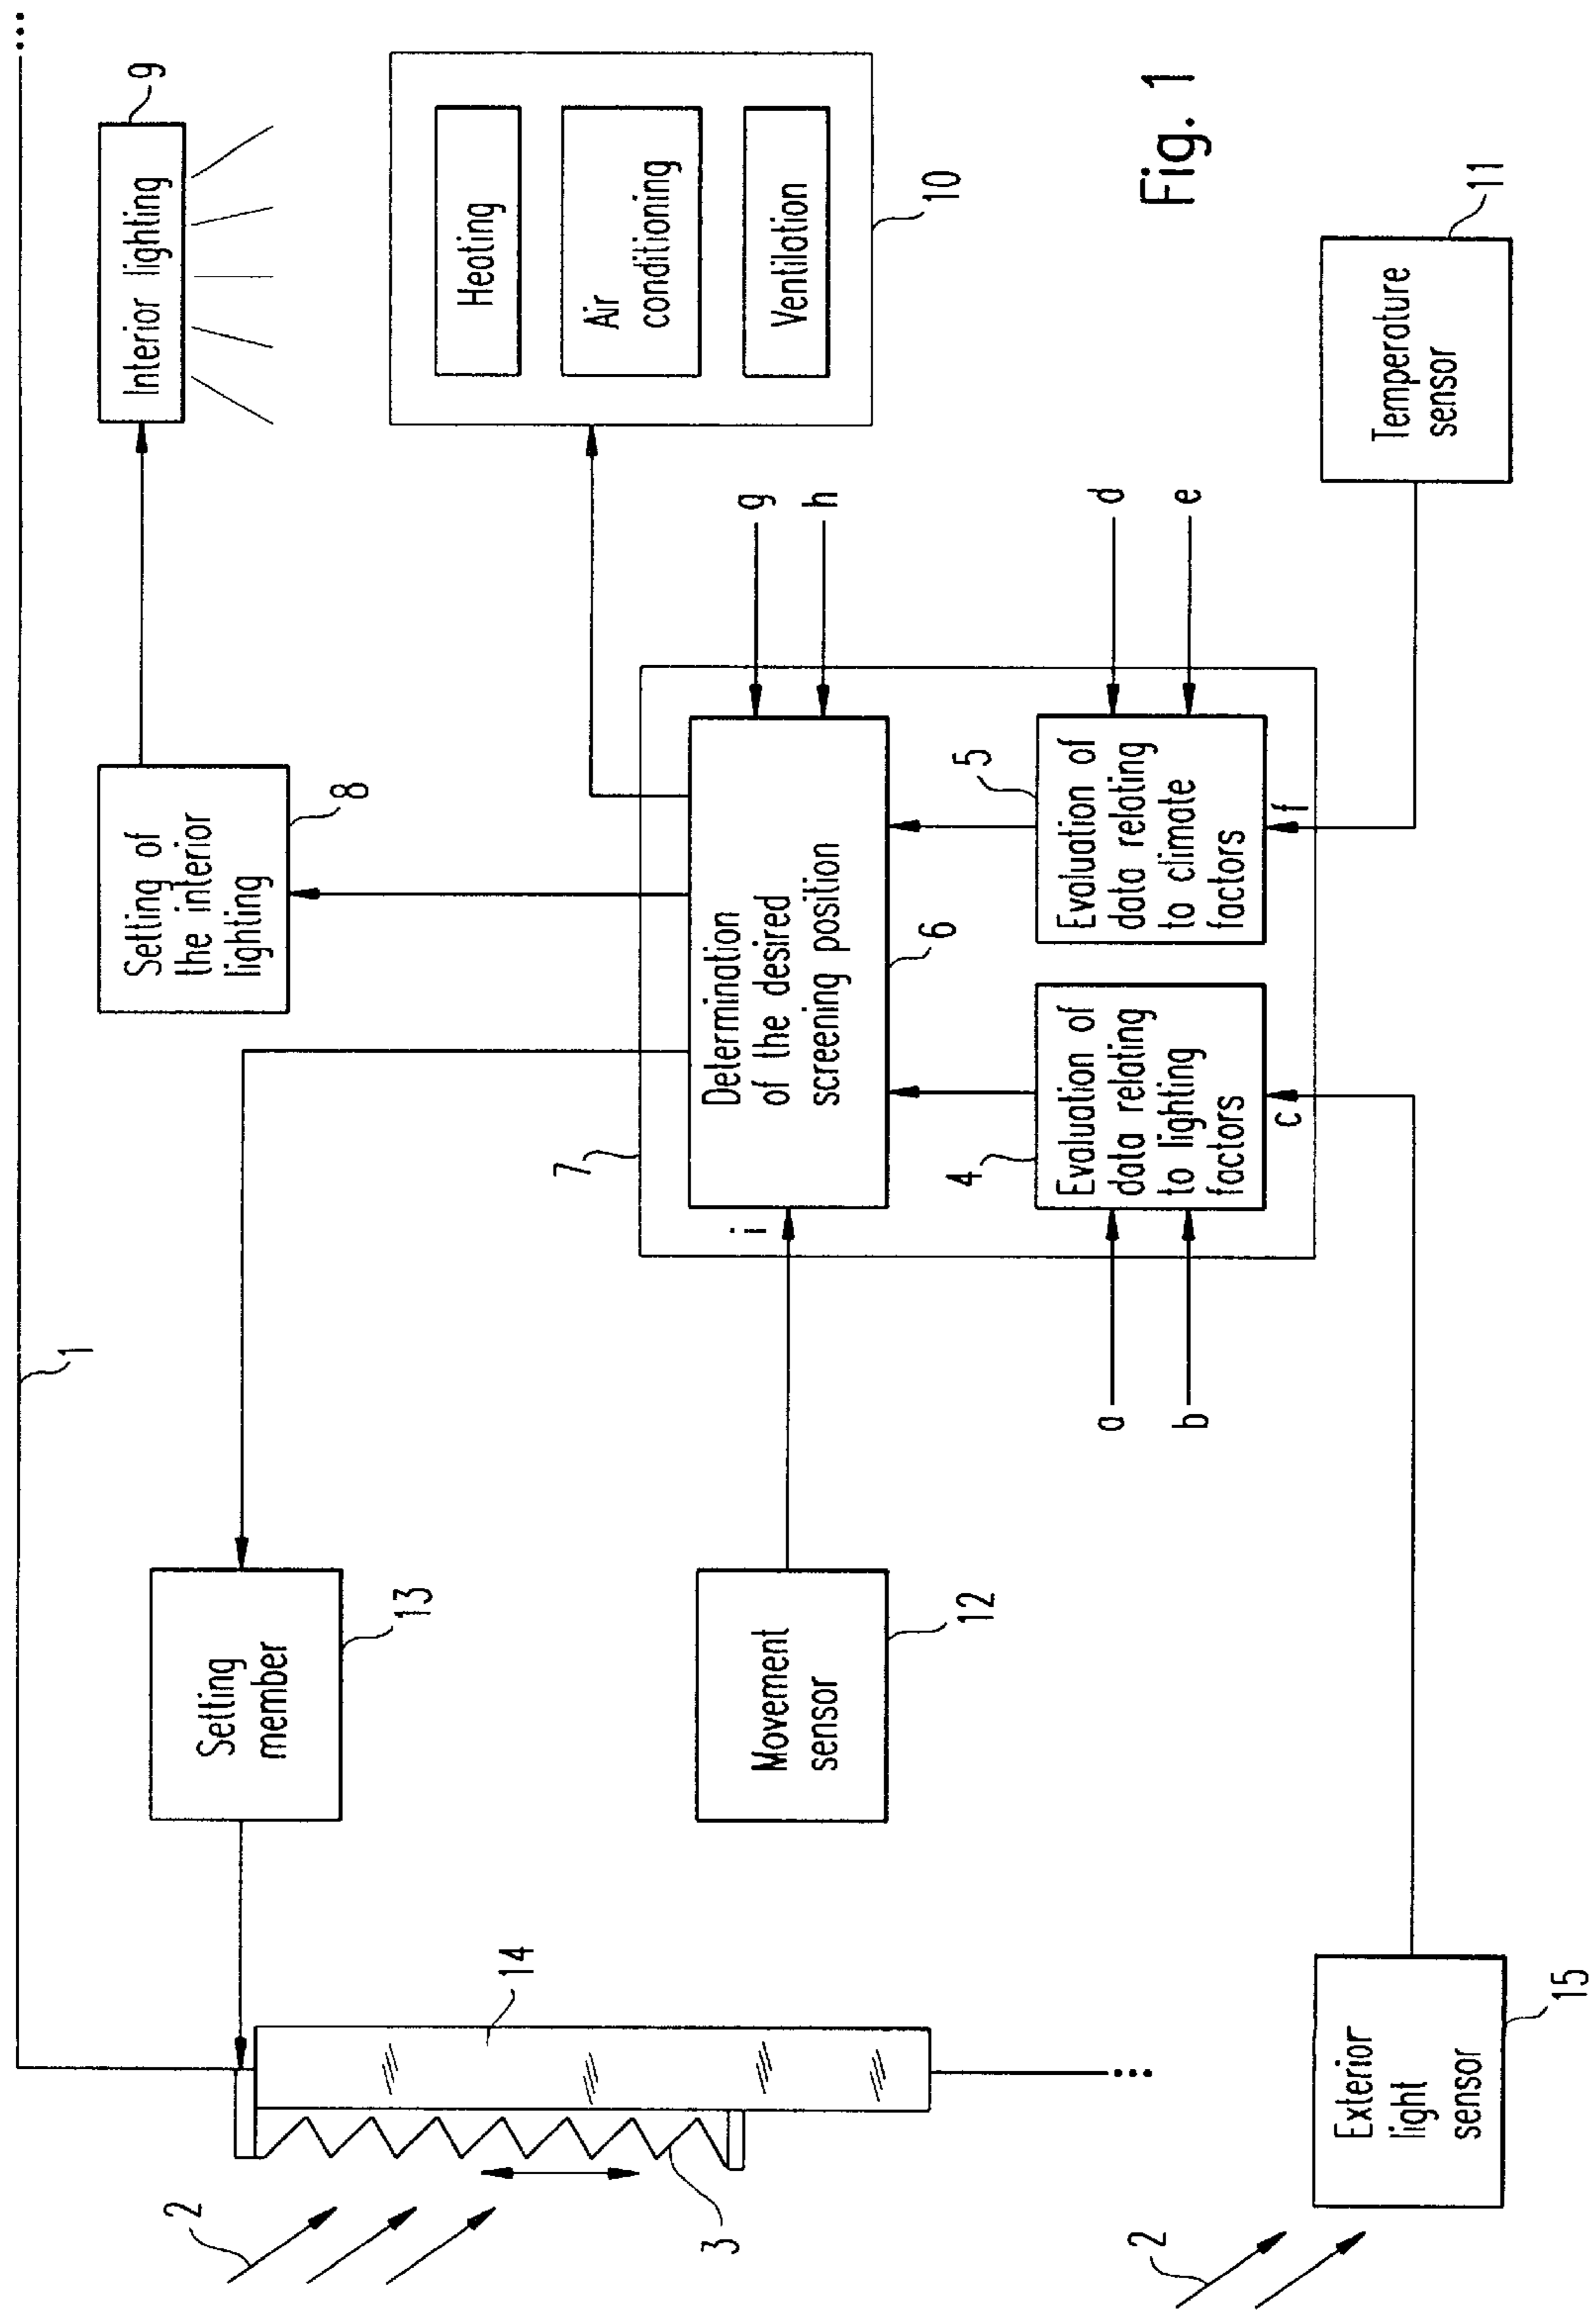 1
Interior lighting
9
Setting of
the interior
lighting
8
Setting
member
13
Heating
Air
conditioning
Ventilation
10
14
2
3
7
g
h
i
Determination
of the desired
screening position
6
Movement
sensor
12
4
Evaluation of
data relating
to lighting
factors
5
Evaluation of
data relating
to climate
factors
a
b
c
d
e
f
Temperature
sensor
11
2
Exterior
light
sensor
15
Fig. 1